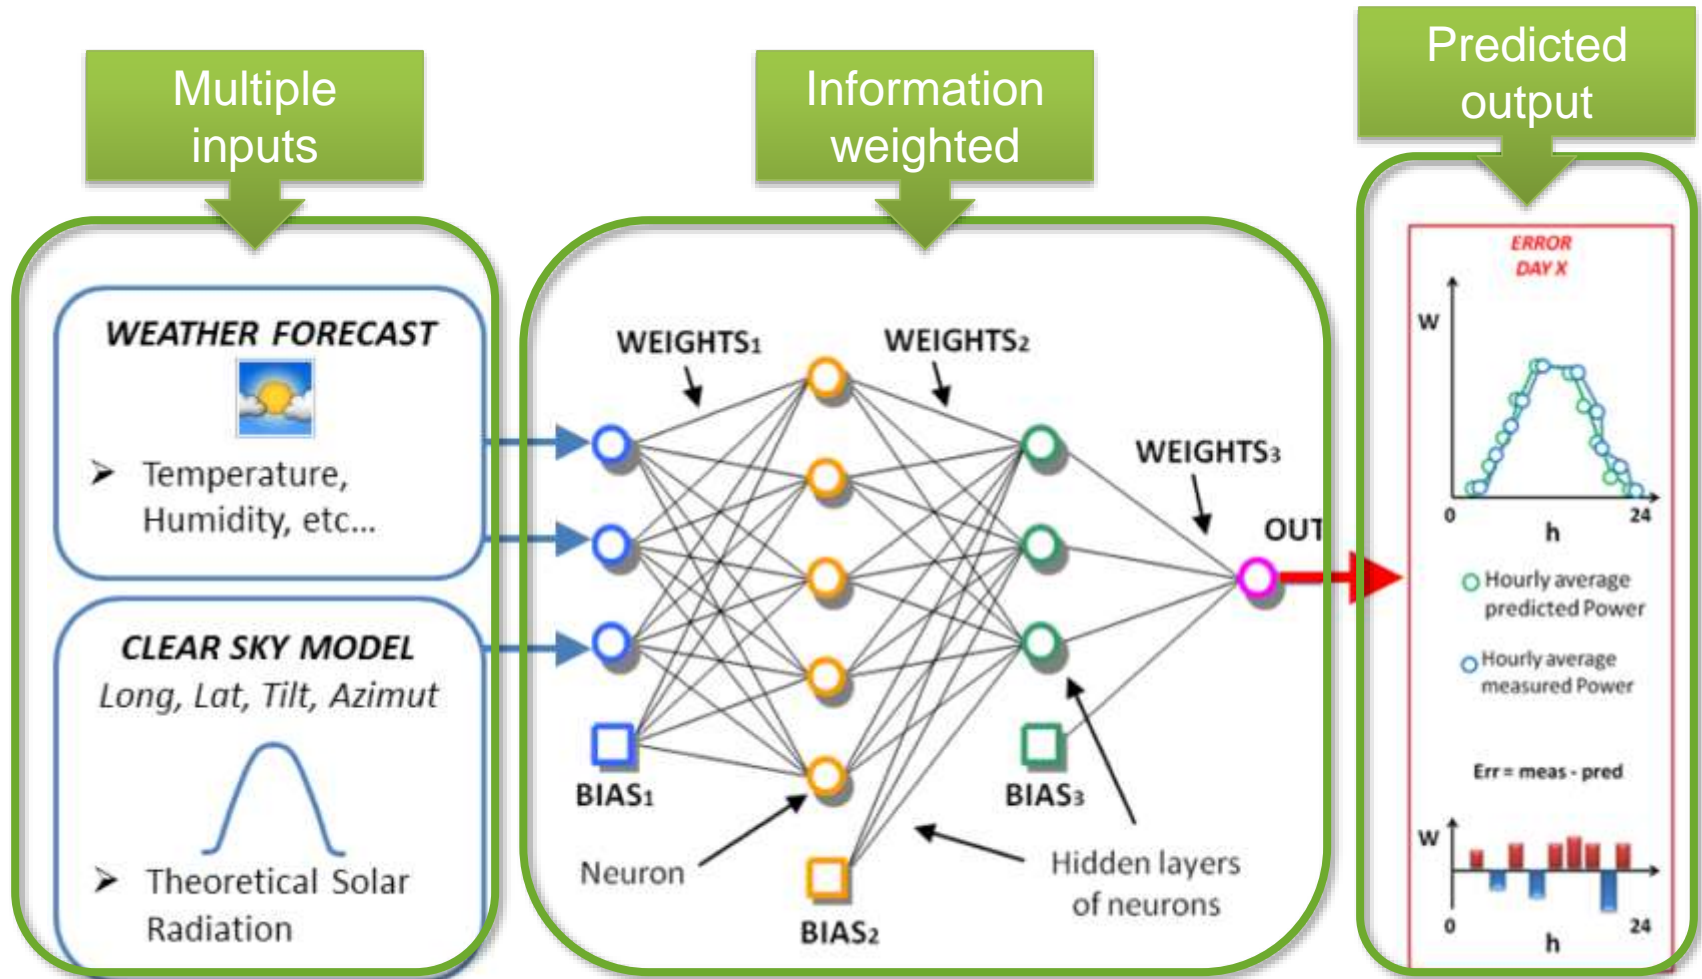 Multiple
inputs
Information
weighted
Predicted
output
WEATHER FORECAST
➢ Temperature,
Humidity, etc...
CLEAR SKY MODEL
Long, Lat, Tilt, Azimut
➢ Theoretical Solar
Radiation
WEIGHTS1
WEIGHTS2
WEIGHTS3
OUT
BIAS1
BIAS3
Neuron
BIAS2
Hidden layers
of neurons
ERROR
DAY X
W
0
24
h
Hourly average
predicted Power
Hourly average
measured Power
Err = meas - pred
W
0
24
h